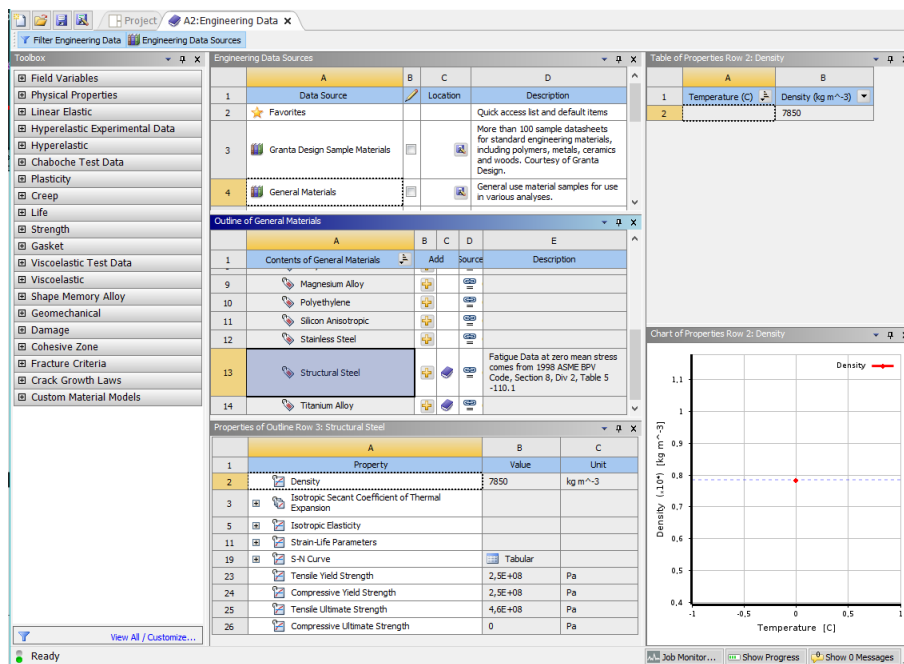 Project
A2:Engineering Data
Filter Engineering Data
Engineering Data Sources
Toolbox
Field Variables
Physical Properties
Linear Elastic
Hyperelastic Experimental Data
Hyperelastic
Chaboche Test Data
Plasticity
Creep
Life
Strength
Gasket
Viscoelastic Test Data
Viscoelastic
Shape Memory Alloy
Geomechanical
Damage
Cohesive Zone
Fracture Criteria
Crack Growth Laws
Custom Material Models
View All / Customize...
Engineering Data Sources
A B C D
1 Data Source Location Description
2 Favorites Quick access list and default items
3 Granta Design Sample Materials
More than 100 sample datasheets
for standard engineering materials,
including polymers, metals, ceramics
and woods. Courtesy of Granta
Design.
4 General Materials
General use material samples for use
in various analyses.
Outline of General Materials
A B C D E
1 Contents of General Materials Add Source Description
9 Magnesium Alloy
10 Polyethylene
11 Silicon Anisotropic
12 Stainless Steel
13 Structural Steel
Fatigue Data at zero mean stress
comes from 1998 ASME BPV
Code, Section 8, Div 2, Table 5
-110.1
14 Titanium Alloy
Properties of Outline Row 3: Structural Steel
A B C
1 Property Value Unit
2 Density 7850 kg m^-3
3 Isotropic Secant Coefficient of Thermal
Expansion
5 Isotropic Elasticity
11 Strain-Life Parameters
19 S-N Curve Tabular
23 Tensile Yield Strength 2,5E+08 Pa
24 Compressive Yield Strength 2,5E+08 Pa
25 Tensile Ultimate Strength 4,6E+08 Pa
26 Compressive Ultimate Strength 0 Pa
Table of Properties Row 2: Density
A B
1 Temperature (C) Density (kg m^-3)
2 7850
Chart of Properties Row 2: Density
Density
1,1
1
0,9
0,8
0,7
0,6
0,5
0,4
Density (.10⁴) [kg m^-3]
-1 -0,5 0 0,5 1
Temperature [C]
Ready
Job Monitor... Show Progress Show 0 Messages